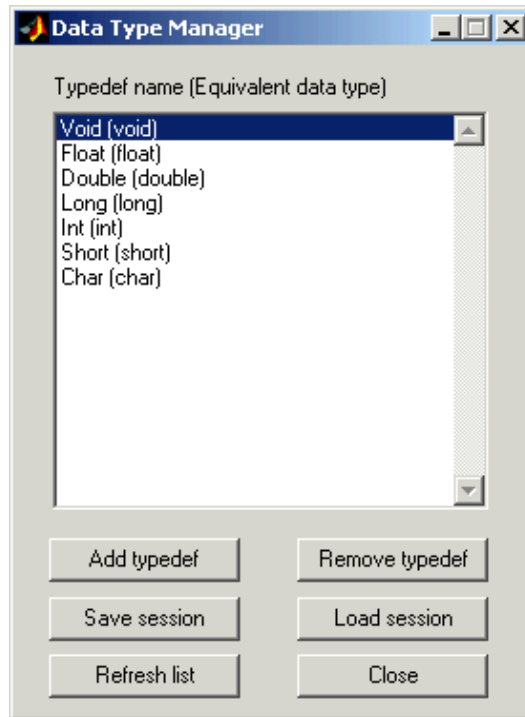 Data Type Manager
Typedef name (Equivalent data type)
Void (void)
Float (float)
Double (double)
Long (long)
Int (int)
Short (short)
Char (char)
Add typedef
Remove typedef
Save session
Load session
Refresh list
Close